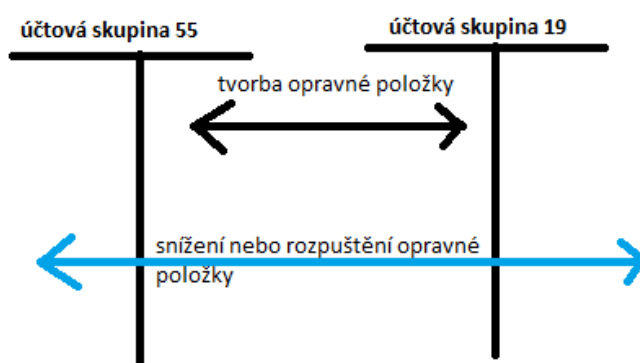 účtová skupina 55
účtová skupina 19
tvorba opravné položky
snížení nebo rozpuštění opravné
položky